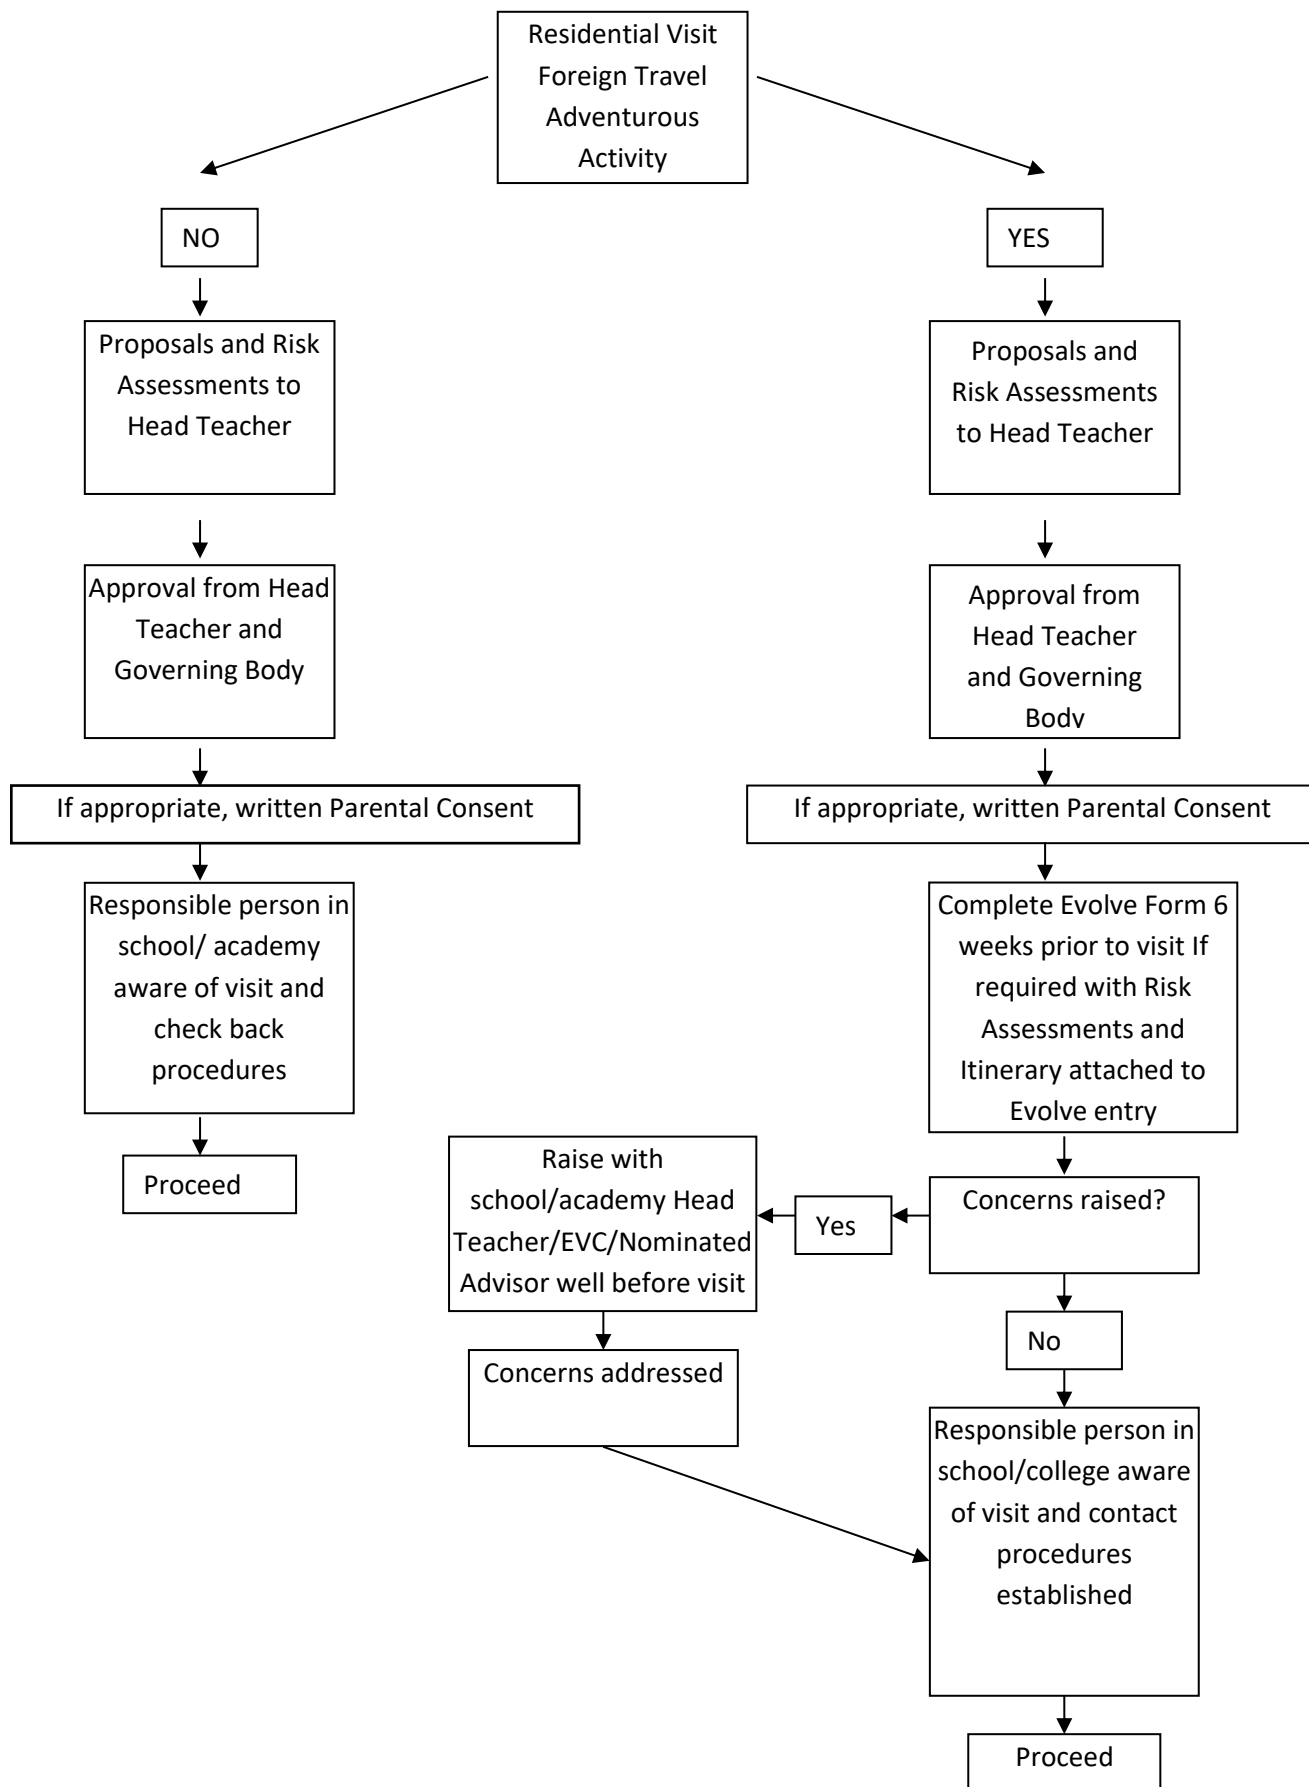 Residential Visit
Foreign Travel
Adventurous
Activity
NO
YES
Proposals and Risk
Assessments to
Head Teacher
Proposals and
Risk Assessments
to Head Teacher
Approval from Head
Teacher and
Governing Body
Approval from
Head Teacher
and Governing
Body
If appropriate, written Parental Consent
If appropriate, written Parental Consent
Responsible person in
school/ academy
aware of visit and
check back
procedures
Proceed
Complete Evolve Form 6
weeks prior to visit If
required with Risk
Assessments and
Itinerary attached to
Evolve entry
Concerns raised?
Yes
Raise with
school/academy Head
Teacher/EVC/Nominated
Advisor well before visit
Concerns addressed
No
Responsible person in
school/college aware
of visit and contact
procedures
established
Proceed